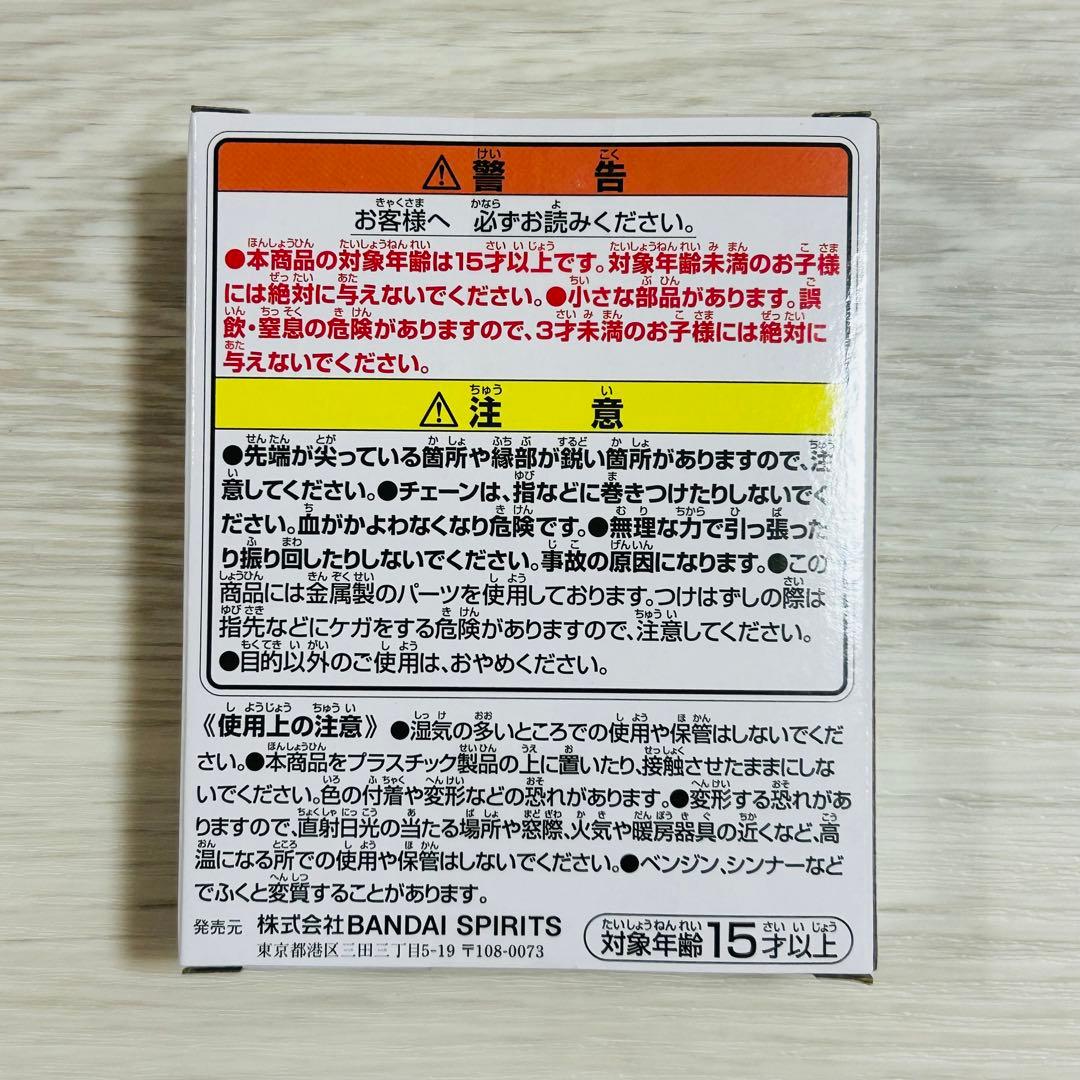 ⚠警告
お客様へ 必ずお読みください。
●本商品の対象年齢は15才以上です。対象年齢未満のお子様
には絶対に与えないでください。●小さな部品があります。誤
飲・窒息の危険がありますので、3才未満のお子様には絶対に
与えないでください。
⚠注意
●先端が尖っている箇所や縁部が鋭い箇所がありますので、注
意してください。●チェーンは、指などに巻きつけたりしないでく
ださい。血がかよわなくなり危険です。●無理な力で引っ張った
り振り回したりしないでください。事故の原因になります。●この
商品には金属製のパーツを使用しております。つけはずしの際は
指先などにケガをする危険がありますので、注意してください。
●目的以外のご使用は、おやめください。
《使用上の注意》●湿気の多いところでの使用や保管はしないでくだ
さい。●本商品をプラスチック製品の上に置いたり、接触させたままにしな
いでください。色の付着や変形などの恐れがあります。●変形する恐れがあ
りますので、直射日光の当たる場所や窓際、火気や暖房器具の近くなど、高
温になる所での使用や保管はしないでください。●ベンジン、シンナーなど
でふくと変質することがあります。
発売元 株式会社BANDAI SPIRITS
東京都港区三田三丁目5-19 〒108-0073
対象年齢15才以上